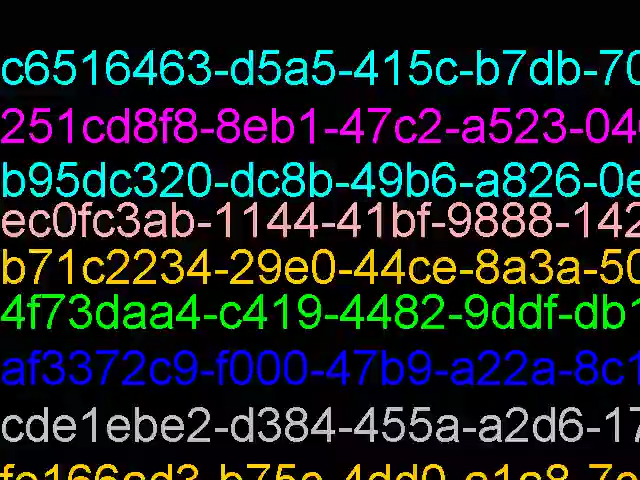 c6516463-d5a5-415c-b7db-70
251cd8f8-8eb1-47c2-a523-04
b95dc320-dc8b-49b6-a826-0e
ec0fc3ab-1144-41bf-9888-142
b71c2234-29e0-44ce-8a3a-50
4f73daa4-c419-4482-9ddf-db1
af3372c9-f000-47b9-a22a-8c1
cde1ebe2-d384-455a-a2d6-17